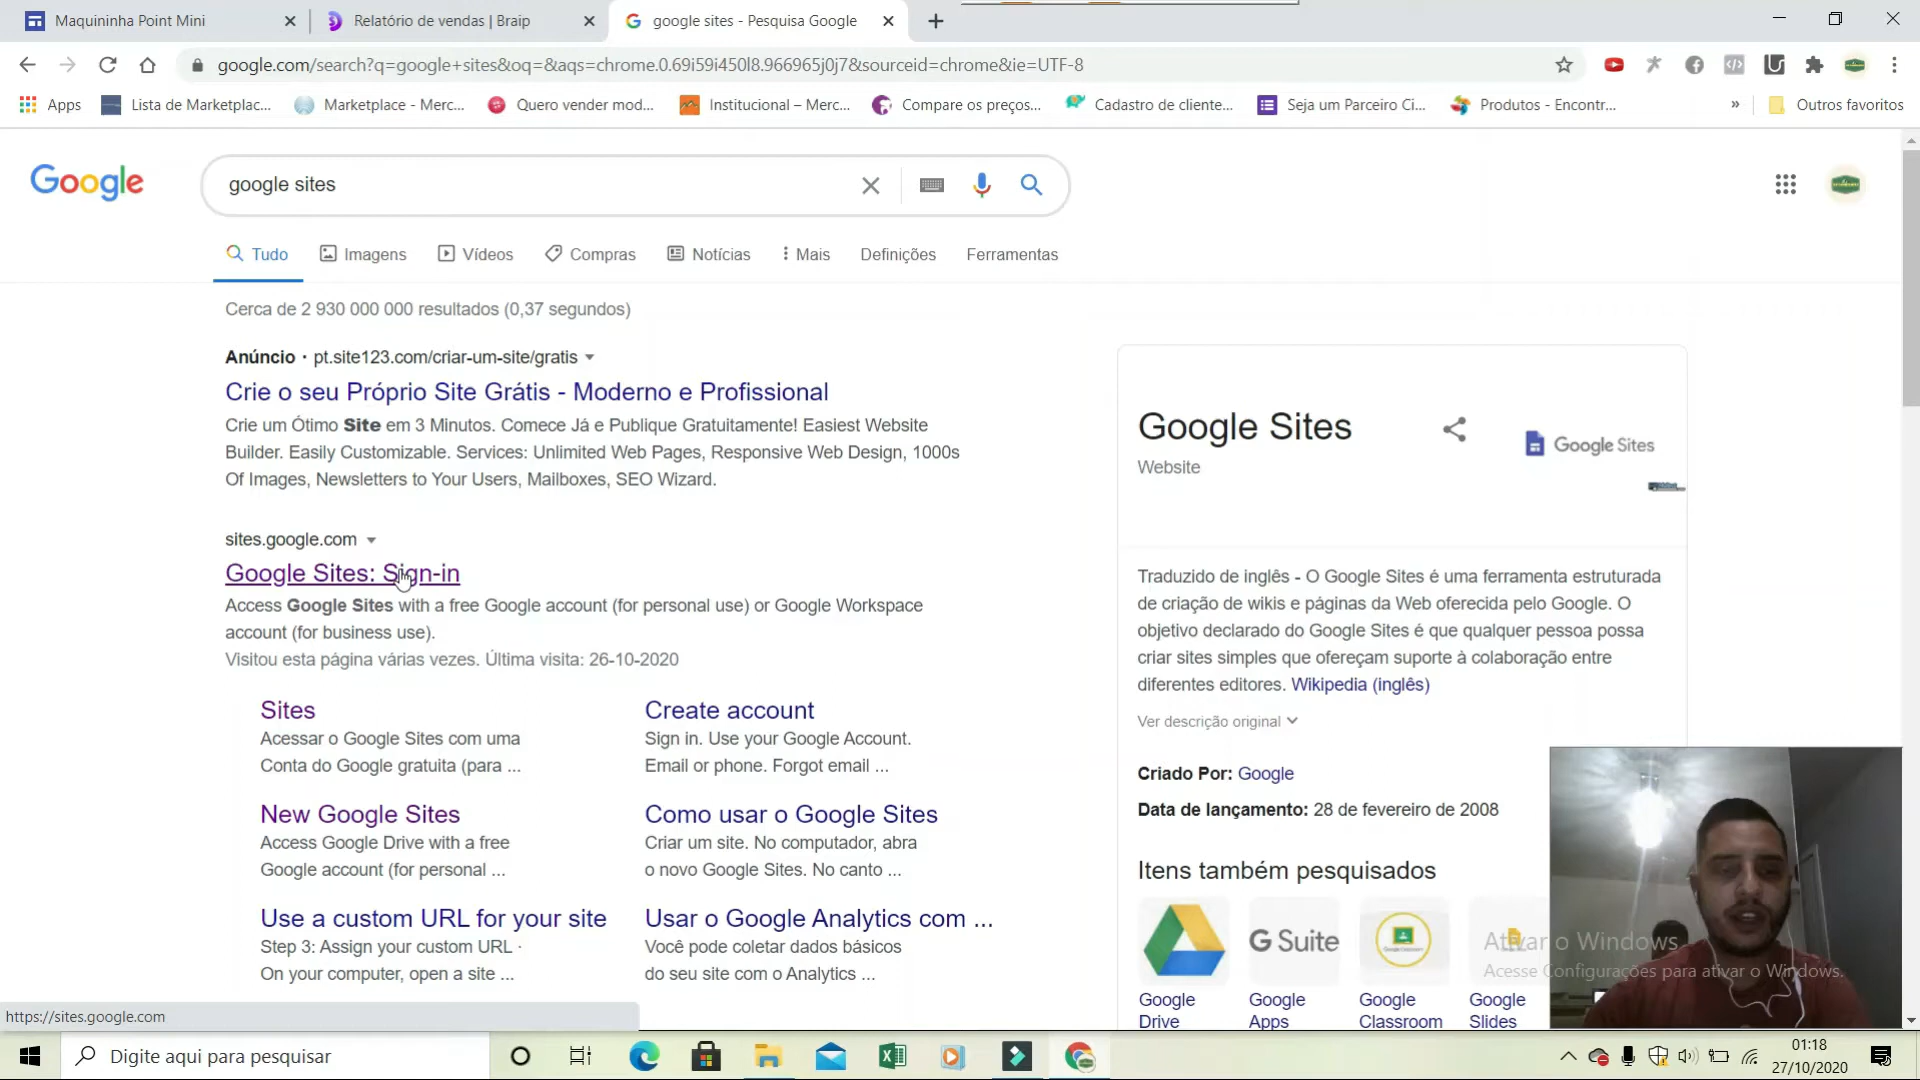 Maquininha Point Mini
Relatório de vendas | Braip
google sites - Pesquisa Google
google.com/search?q=google+sites&oq=&aqs=chrome.0.69i59i450l8.966965j0j7&sourceid=chrome&ie=UTF-8
Apps
Lista de Marketplac...
Marketplace - Merc...
Quero vender mod...
Institucional – Merc...
Compare os preços...
Cadastro de cliente...
Seja um Parceiro Ci...
Produtos - Encontr...
»
Outros favoritos
Google
google sites
Tudo
Imagens
Vídeos
Compras
Notícias
Mais
Definições
Ferramentas
Cerca de 2 930 000 000 resultados (0,37 segundos)
Anúncio · pt.site123.com/criar-um-site/gratis
Crie o seu Próprio Site Grátis - Moderno e Profissional
Crie um Ótimo Site em 3 Minutos. Comece Já e Publique Gratuitamente! Easiest Website
Builder. Easily Customizable. Services: Unlimited Web Pages, Responsive Web Design, 1000s
Of Images, Newsletters to Your Users, Mailboxes, SEO Wizard.
sites.google.com
Google Sites: Sign-in
Access Google Sites with a free Google account (for personal use) or Google Workspace
account (for business use).
Visitou esta página várias vezes. Última visita: 26-10-2020
Sites
Acessar o Google Sites com uma
Conta do Google gratuita (para ...
Create account
Sign in. Use your Google Account.
Email or phone. Forgot email ...
New Google Sites
Access Google Drive with a free
Google account (for personal ...
Como usar o Google Sites
Criar um site. No computador, abra
o novo Google Sites. No canto ...
Use a custom URL for your site
Step 3: Assign your custom URL ·
On your computer, open a site ...
Usar o Google Analytics com ...
Você pode coletar dados básicos
do seu site com o Analytics ...
Google Sites
Website
Google Sites
Traduzido de inglês - O Google Sites é uma ferramenta estruturada
de criação de wikis e páginas da Web oferecida pelo Google. O
objetivo declarado do Google Sites é que qualquer pessoa possa
criar sites simples que ofereçam suporte à colaboração entre
diferentes editores. Wikipedia (inglês)
Ver descrição original
Criado Por: Google
Data de lançamento: 28 de fevereiro de 2008
Itens também pesquisados
G Suite
Google
Drive
Google
Apps
Google
Classroom
Google
Slides
Ativar o Windows
Acesse Configurações para ativar o Windows.
https://sites.google.com
Digite aqui para pesquisar
01:18
27/10/2020